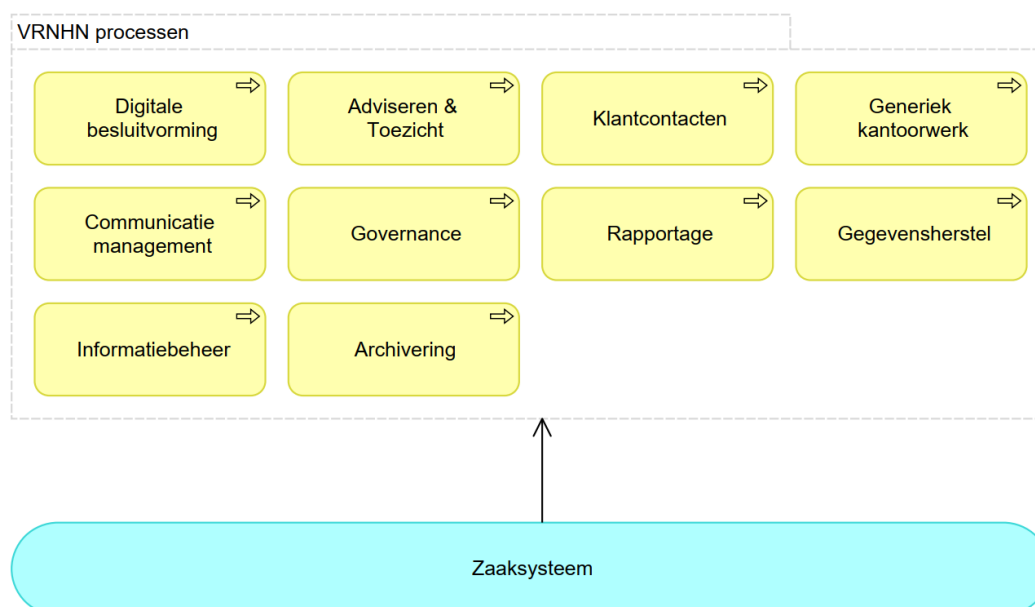 VRNHN processen
Digitale
besluitvorming
Adviseren &
Toezicht
Klantcontacten
Generiek
kantoorwerk
Communicatie
management
Governance
Rapportage
Gegevensherstel
Informatiebeheer
Archivering
Zaaksysteem